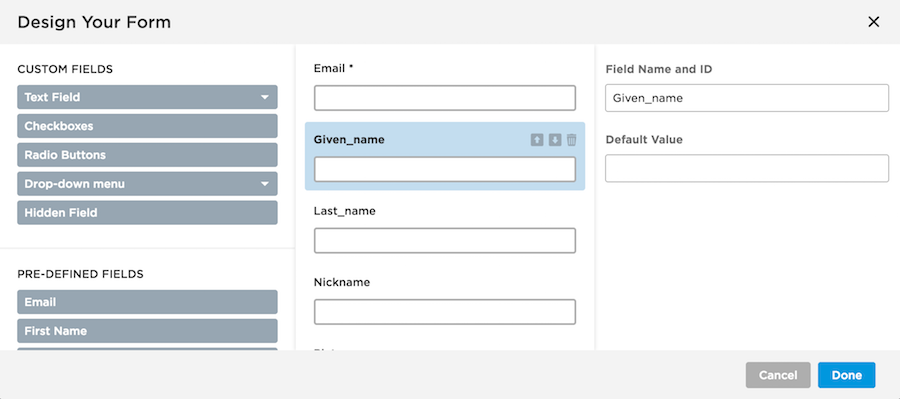 Design Your Form
CUSTOM FIELDS
Text Field
Checkboxes
Radio Buttons
Drop-down menu
Hidden Field
PRE-DEFINED FIELDS
Email
First Name
Email *
Given_name
Last_name
Nickname
Field Name and ID
Given_name
Default Value
Cancel
Done